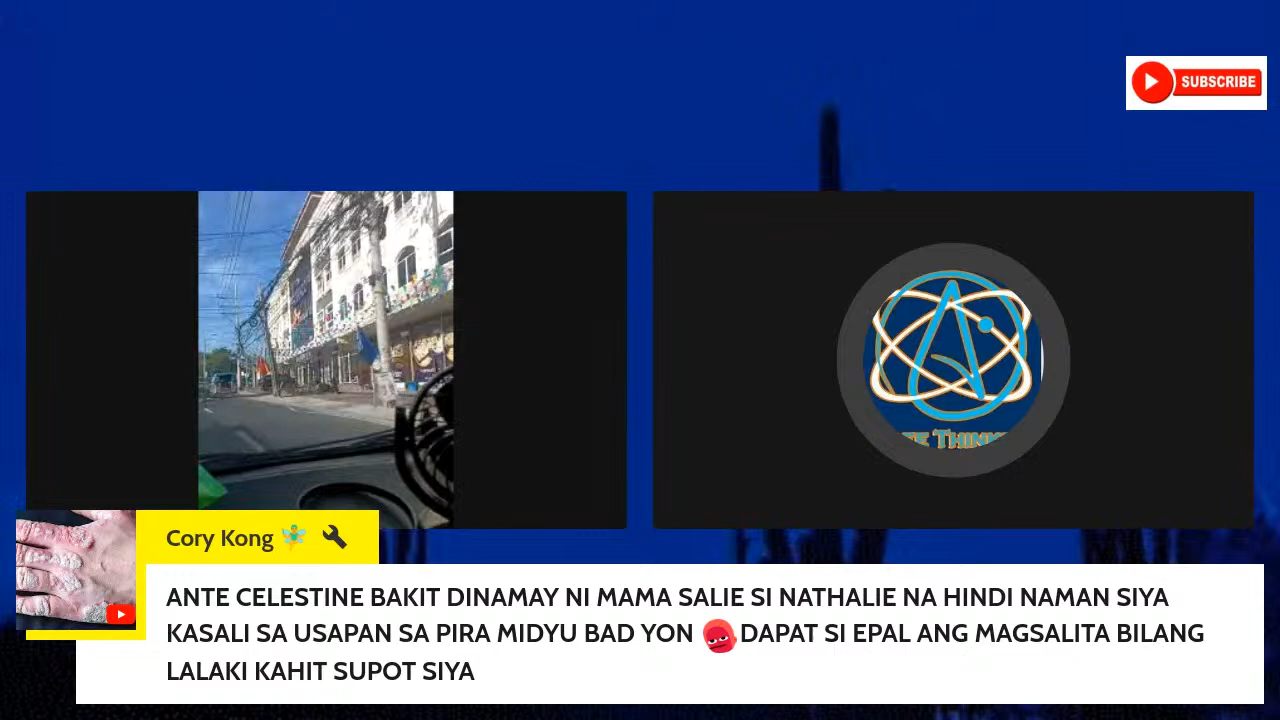 SUBSCRIBE
THINK
Cory Kong
ANTE CELESTINE BAKIT DINAMAY NI MAMA SALIE SI NATHALIE NA HINDI NAMAN SIYA
KASALI SA USAPAN SA PIRA MIDYU BAD YON DAPAT SI EPAL ANG MAGSALITA BILANG
LALAKI KAHIT SUPOT SIYA